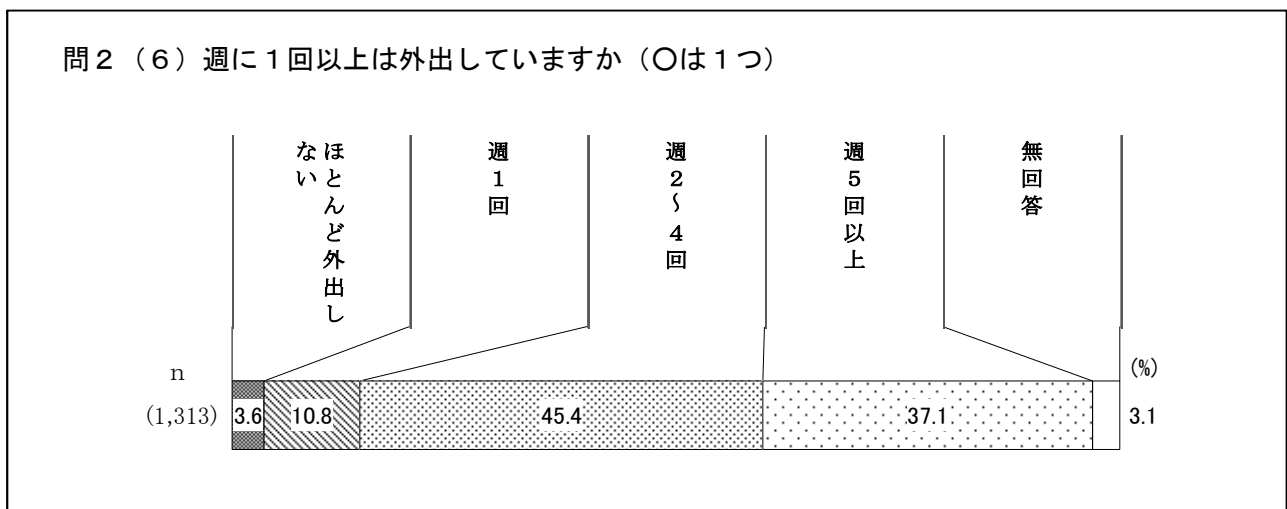 問２（６）週に１回以上は外出していますか（〇は１つ）
ほとんど外出し
ない
週１回
週２～４回
週５回以上
無回答
(%)
n
(1,313)
3.6
10.8
45.4
37.1
3.1